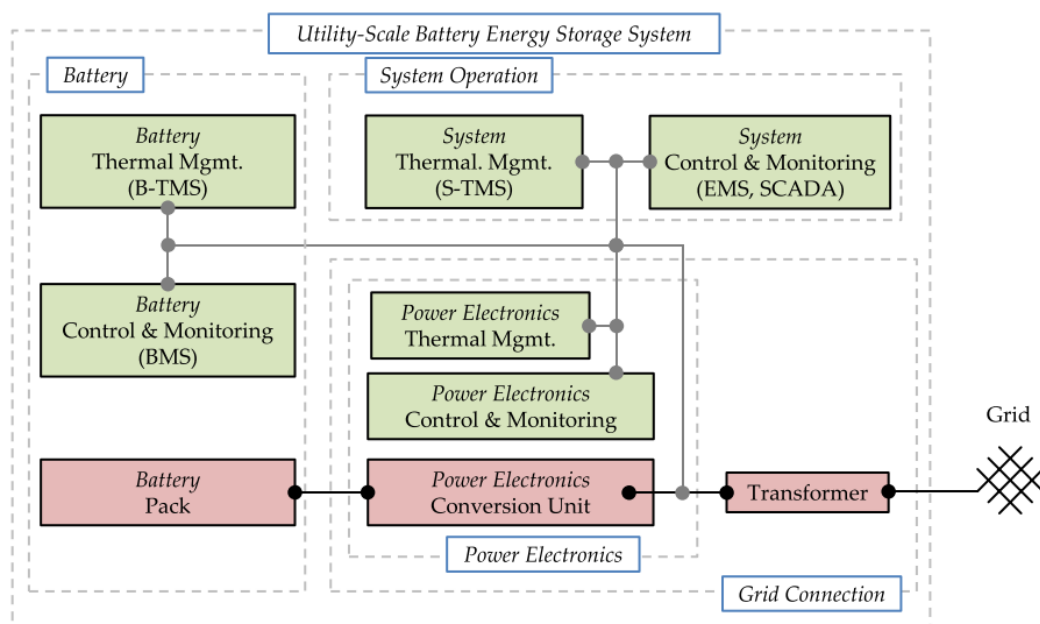 Utility-Scale Battery Energy Storage System
Battery
System Operation
Battery
Thermal Mgmt.
(B-TMS)
System
Thermal. Mgmt.
(S-TMS)
System
Control & Monitoring
(EMS, SCADA)
Battery
Control & Monitoring
(BMS)
Power Electronics
Thermal Mgmt.
Power Electronics
Control & Monitoring
Grid
Battery
Pack
Power Electronics
Conversion Unit
Transformer
Power Electronics
Grid Connection